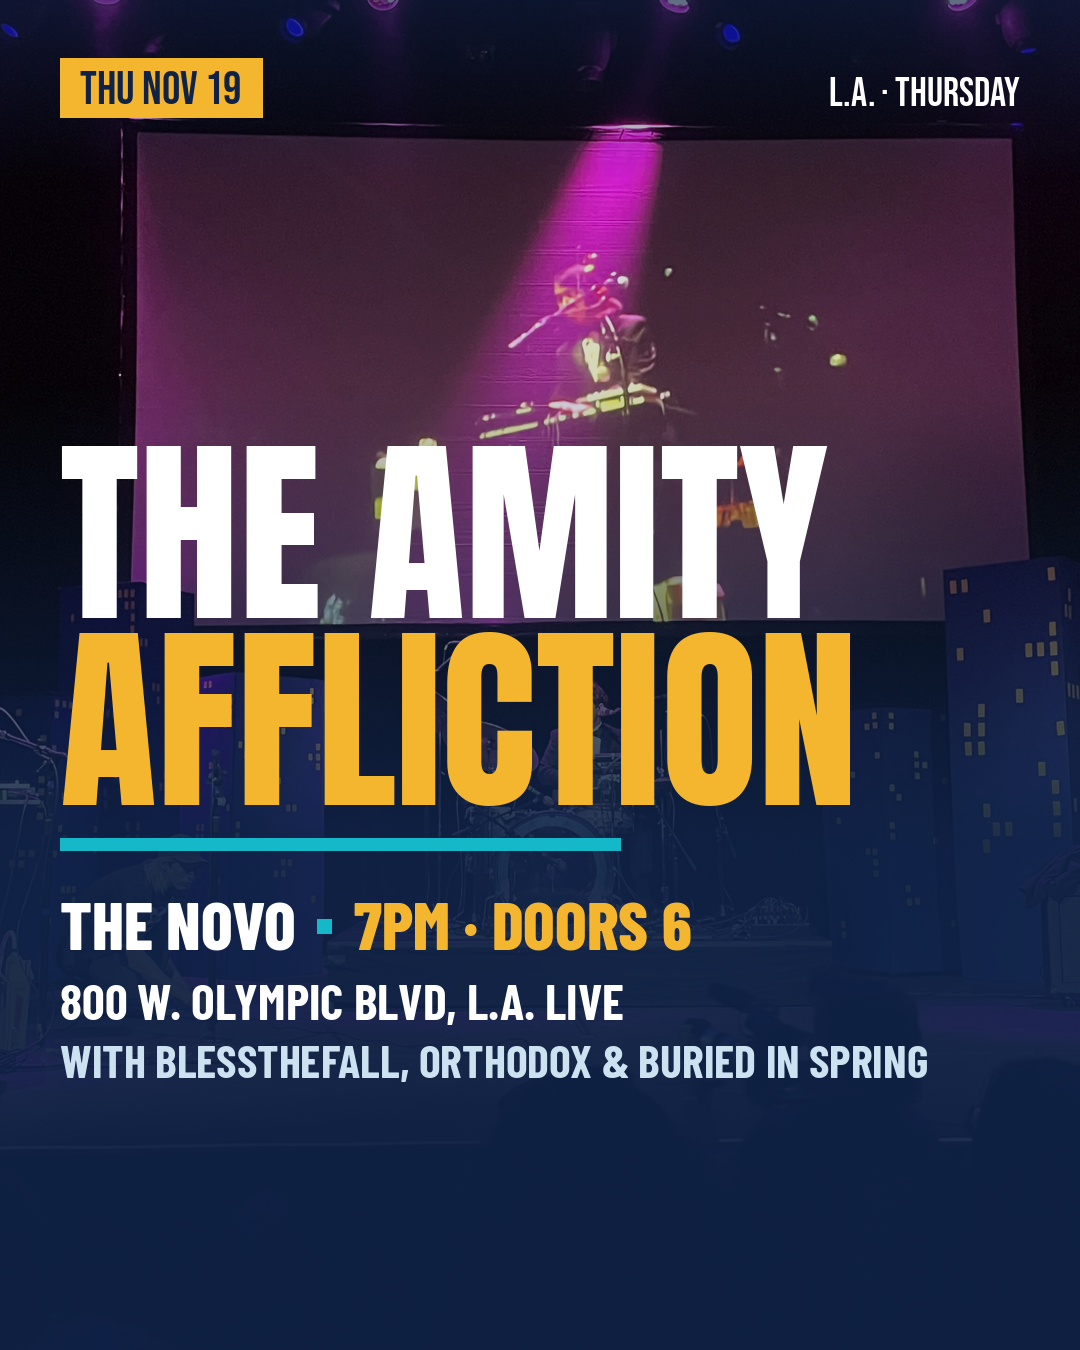 THU NOV 19
L.A. · THURSDAY
THE AMITY
AFFLICTION
THE NOVO ▪ 7PM · DOORS 6
800 W. OLYMPIC BLVD, L.A. LIVE
WITH BLESSTHEFALL, ORTHODOX & BURIED IN SPRING